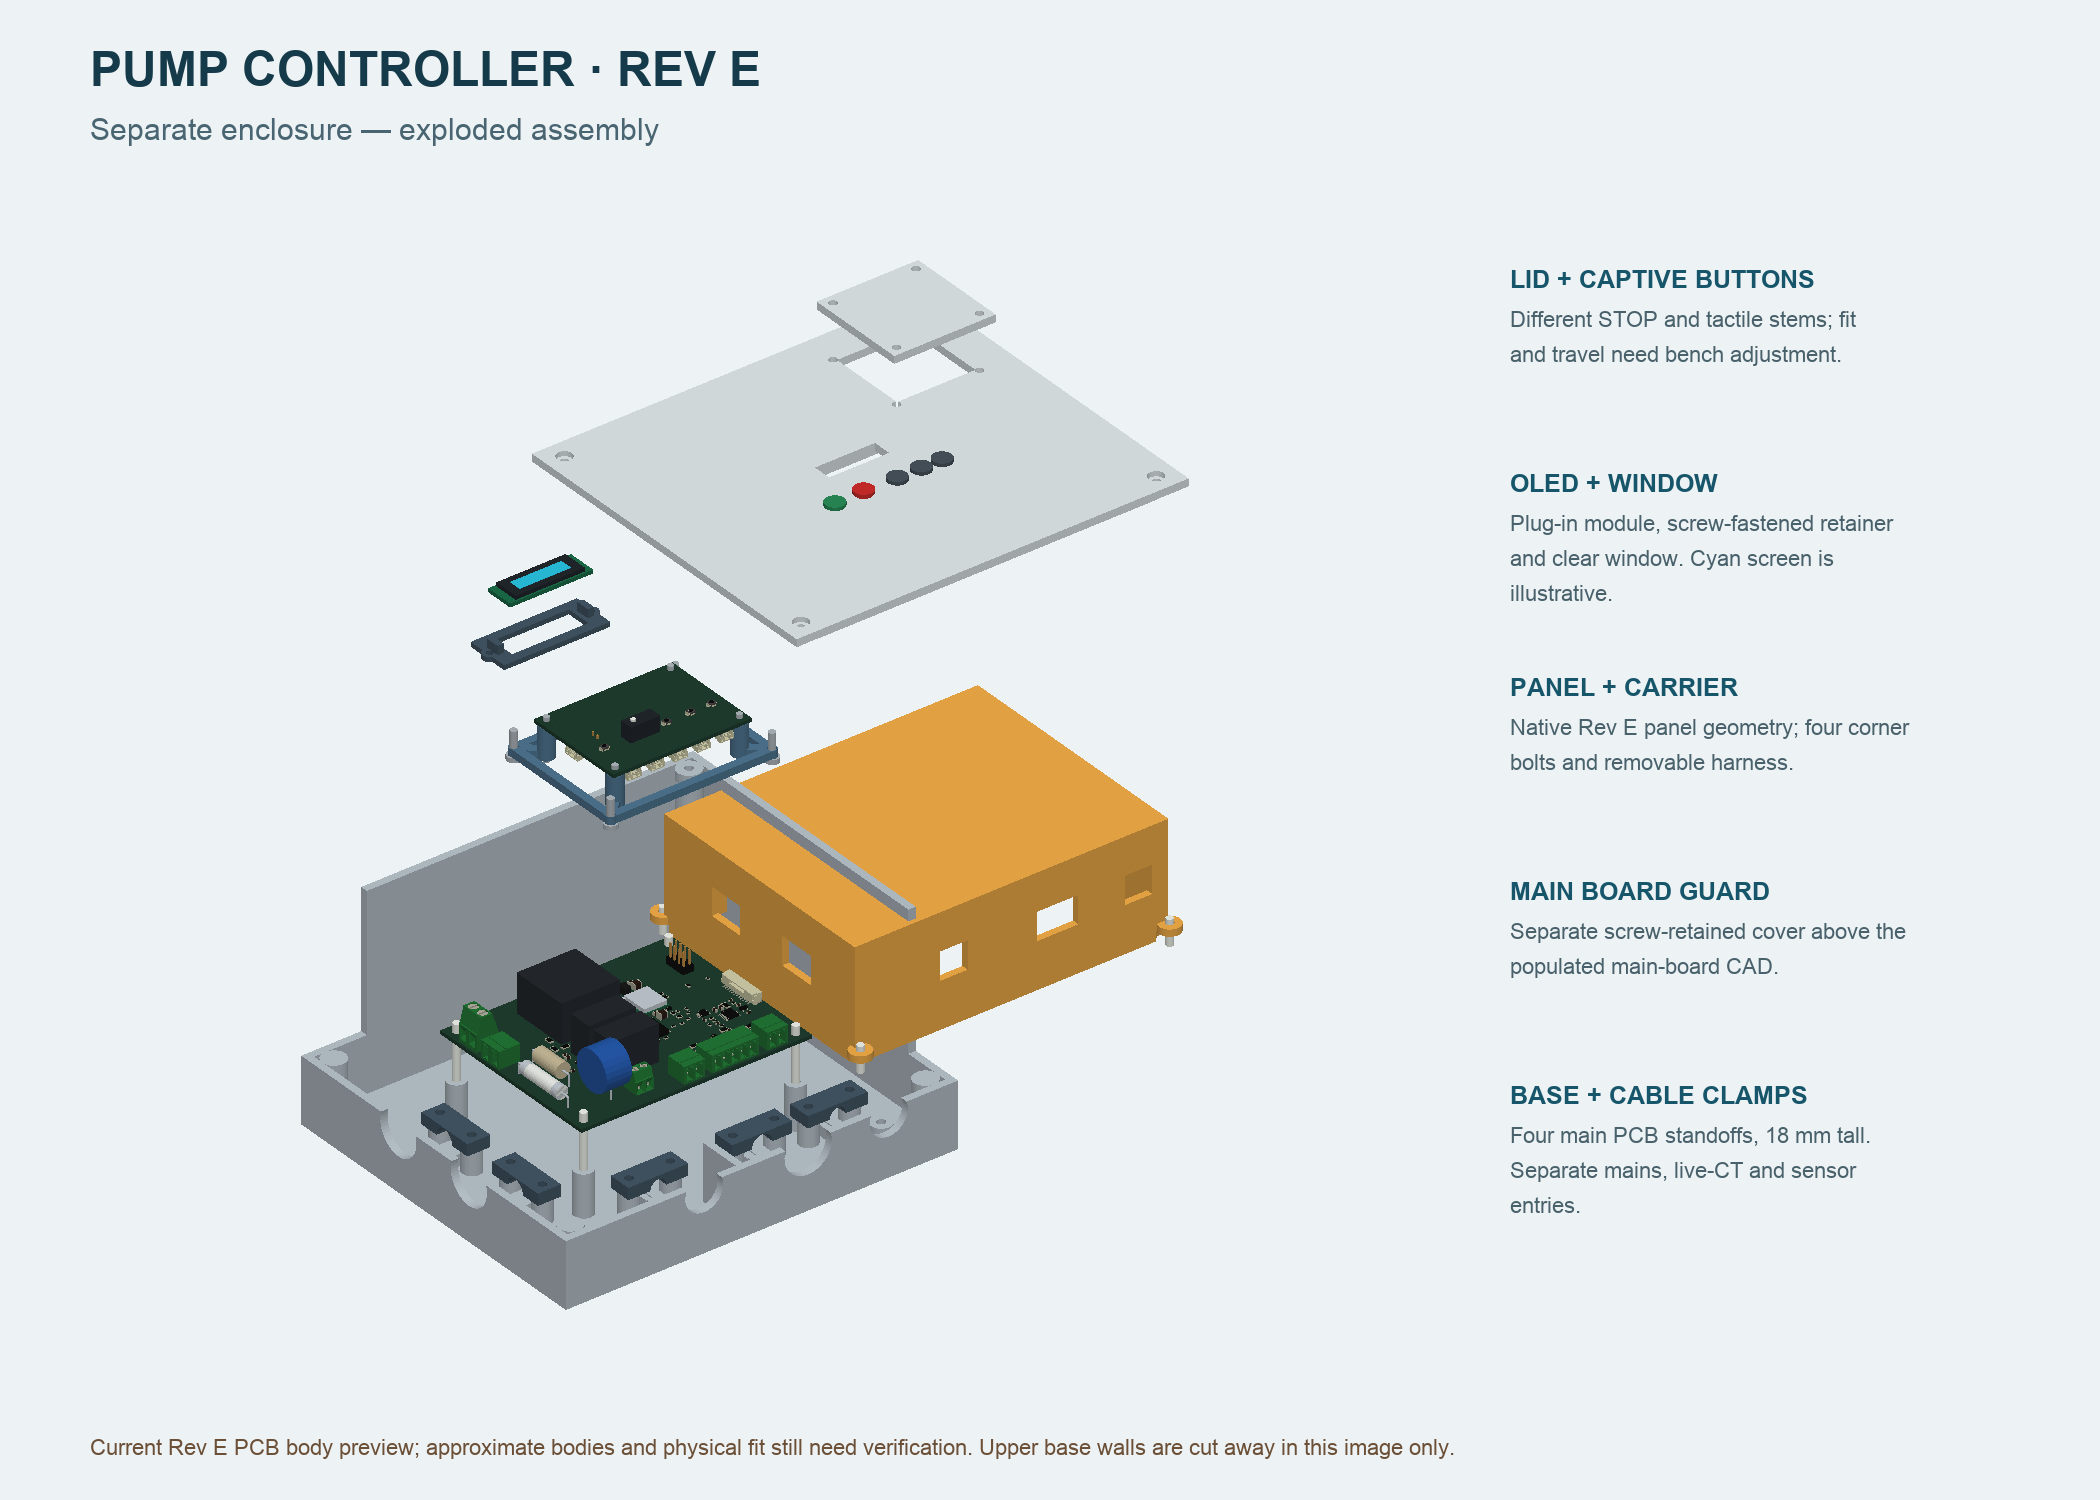 PUMP CONTROLLER · REV E
Separate enclosure — exploded assembly
LID + CAPTIVE BUTTONS
Different STOP and tactile stems; fit
and travel need bench adjustment.
OLED + WINDOW
Plug-in module, screw-fastened retainer
and clear window. Cyan screen is
illustrative.
PANEL + CARRIER
Native Rev E panel geometry; four corner
bolts and removable harness.
MAIN BOARD GUARD
Separate screw-retained cover above the
populated main-board CAD.
BASE + CABLE CLAMPS
Four main PCB standoffs, 18 mm tall.
Separate mains, live-CT and sensor
entries.
Current Rev E PCB body preview; approximate bodies and physical fit still need verification. Upper base walls are cut away in this image only.